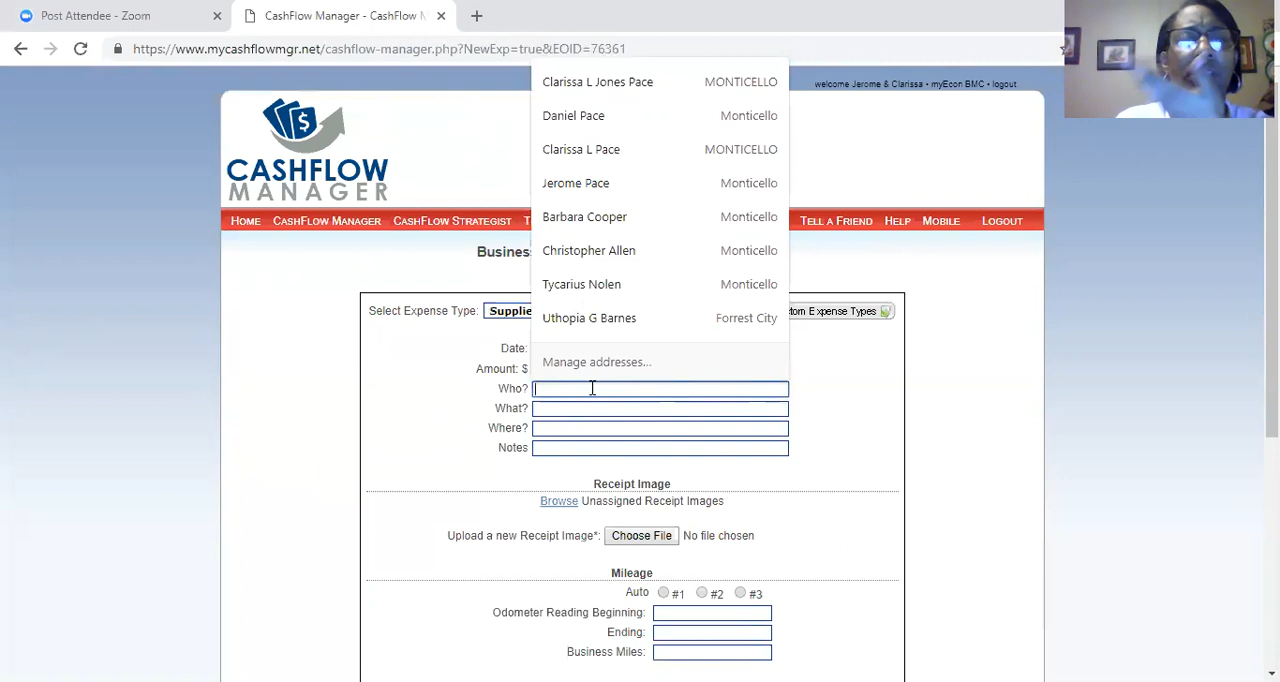 Post Attendee - Zoom
CashFlow Manager - CashFlow M
https://www.mycashflowmgr.net/cashflow-manager.php?NewExp=true&EOID=76361
welcome Jerome & Clarissa • myEcon BMC • logout
CASHFLOW
MANAGER
HOME CASHFLOW MANAGER CASHFLOW STRATEGIST T TELL A FRIEND HELP MOBILE LOGOUT
Clarissa L Jones Pace MONTICELLO
Daniel Pace Monticello
Clarissa L Pace MONTICELLO
Jerome Pace Monticello
Barbara Cooper Monticello
Christopher Allen Monticello
Tycarius Nolen Monticello
Uthopia G Barnes Forrest City
Manage addresses...
Busines
Select Expense Type: Supplie tom Expense Types
Date:
Amount: $
Who?
What?
Where?
Notes
Receipt Image
Browse Unassigned Receipt Images
Upload a new Receipt Image*: Choose File No file chosen
Mileage
Auto #1 #2 #3
Odometer Reading Beginning:
Ending:
Business Miles: